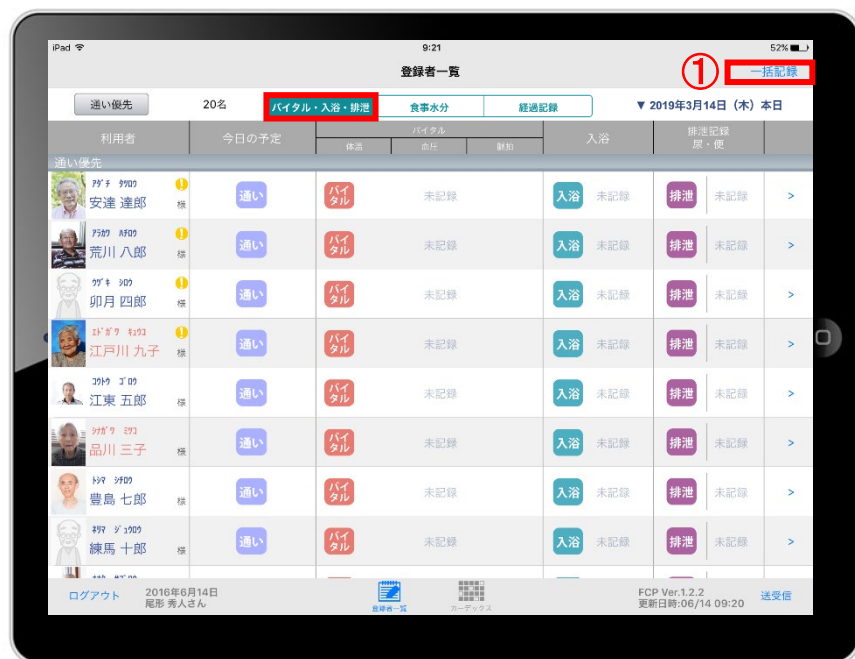 iPad 9:21 52%
登録者一覧 ① 一括記録
通い優先 20名 バイタル・入浴・排泄 食事水分 経過記録 ▼ 2019年3月14日（木） 本日
利用者 今日の予定 バイタル 入浴 排泄記録
体温 血圧 脈拍 尿・便
通い優先
ｱﾀﾞﾁ ﾀﾂﾛｳ
安達 達郎 様 通い バイタル 未記録 入浴 未記録 排泄 未記録 >
ｱﾗｶﾜ ﾊﾁﾛｳ
荒川 八郎 様 通い バイタル 未記録 入浴 未記録 排泄 未記録 >
ｳﾂﾞｷ ｼﾛｳ
卯月 四郎 様 通い バイタル 未記録 入浴 未記録 排泄 未記録 >
ｴﾄﾞｶﾞﾜ ｷｭｳｺ
江戸川 九子 様 通い バイタル 未記録 入浴 未記録 排泄 未記録 >
ｺｳﾄｳ ｺﾞﾛｳ
江東 五郎 様 通い バイタル 未記録 入浴 未記録 排泄 未記録 >
ｼﾅｶﾞﾜ ﾐﾂｺ
品川 三子 様 通い バイタル 未記録 入浴 未記録 排泄 未記録 >
ﾄｼﾏ ｼﾁﾛｳ
豊島 七郎 様 通い バイタル 未記録 入浴 未記録 排泄 未記録 >
ﾈﾘﾏ ｼﾞｭｳﾛｳ
練馬 十郎 様 通い バイタル 未記録 入浴 未記録 排泄 未記録 >
ログアウト 2016年6月14日 FCP Ver.1.2.2 送受信
尾形 秀人さん 登録者一覧 カーデックス 更新日時:06/14 09:20